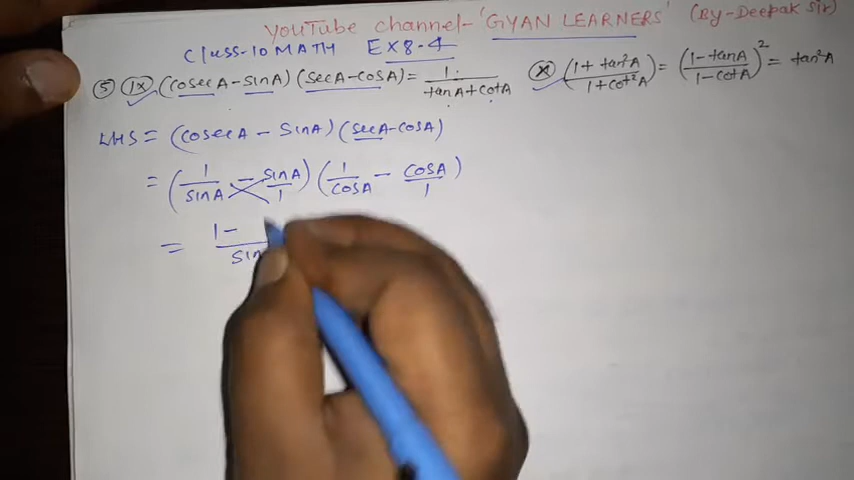 YouTube channel- 'GYAN LEARNERS' (By-Deepak Sir)
Class-10 MATH EX 8.4
⑤ (ix) (cosecA-sinA)(secA-cosA)= 1/(tanA+cotA) (x) ((1+tan²A)/(1+cot²A))= ((1-tanA)/(1-cotA))² = tan²A
LHS = (cosecA - sinA)(secA-cosA)
= (1/sinA - sinA/1)(1/cosA - cosA/1)
= 1-/sin